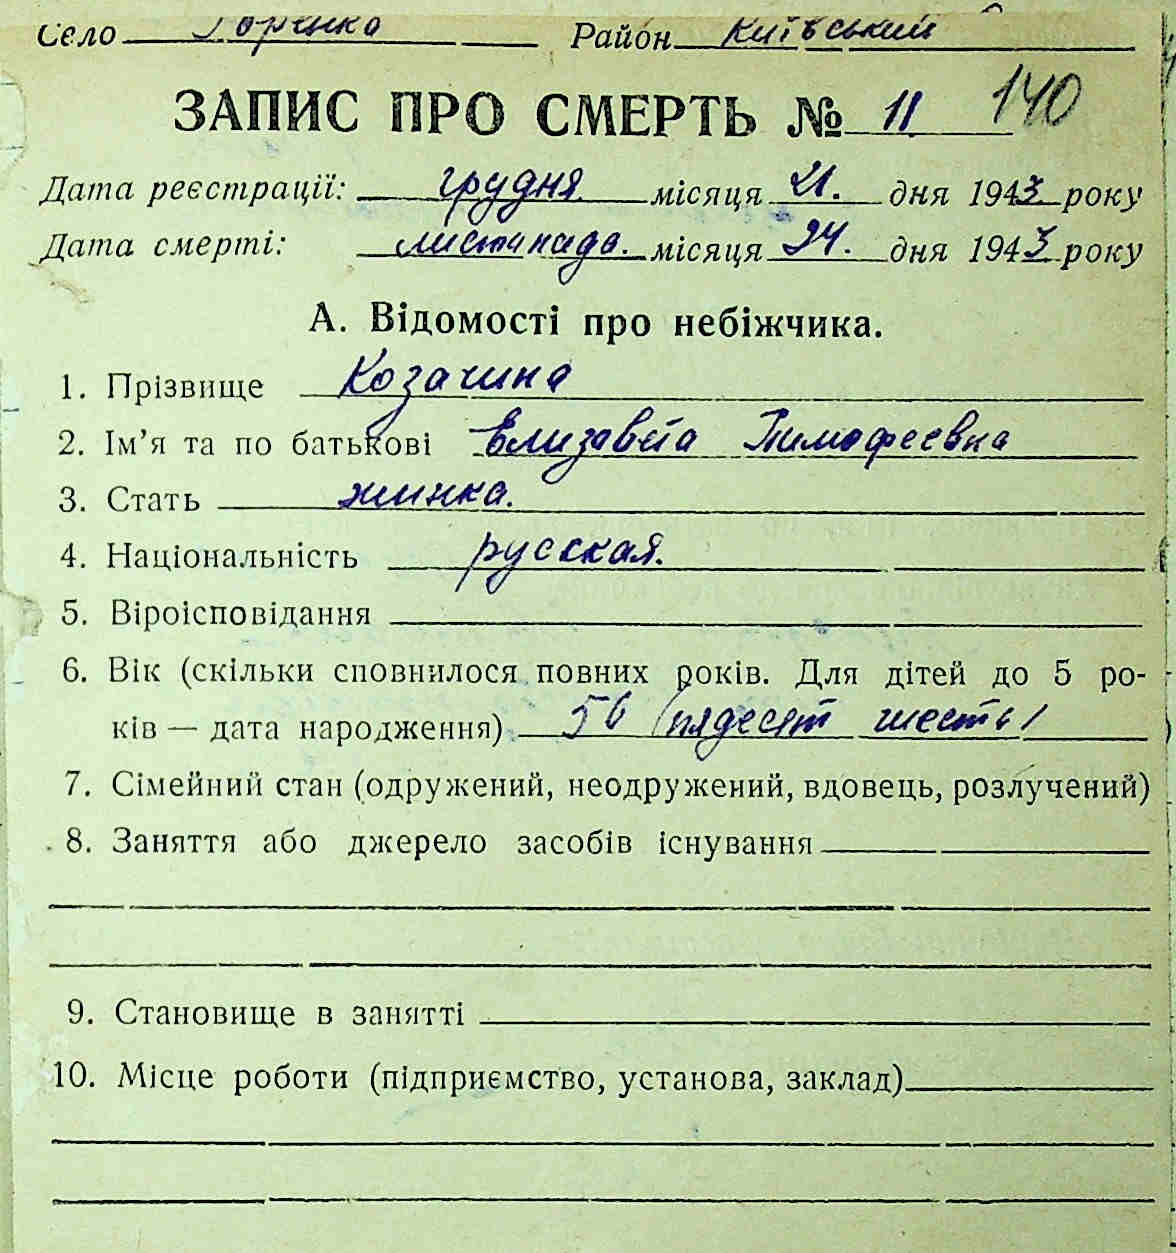 Село Горенка Район Київський
ЗАПИС ПРО СМЕРТЬ № 11 140
Дата реєстрації: грудня місяця 21. дня 1943 року
Дата смерті: листопада. місяця 24. дня 1943 року
А. Відомості про небіжчика.
1. Прізвище Козачина
2. Ім’я та по батькові Елизавета Тимофеевна
3. Стать жинка.
4. Національність русская.
5. Віроісповідання
6. Вік (скільки сповнилося повних років. Для дітей до 5 ро-
ків — дата народження) 56 (пядесят шесть)
7. Сімейний стан (одружений, неодружений, вдовець, розлучений)
8. Заняття або джерело засобів існування
9. Становище в занятті
10. Місце роботи (підприємство, установа, заклад)